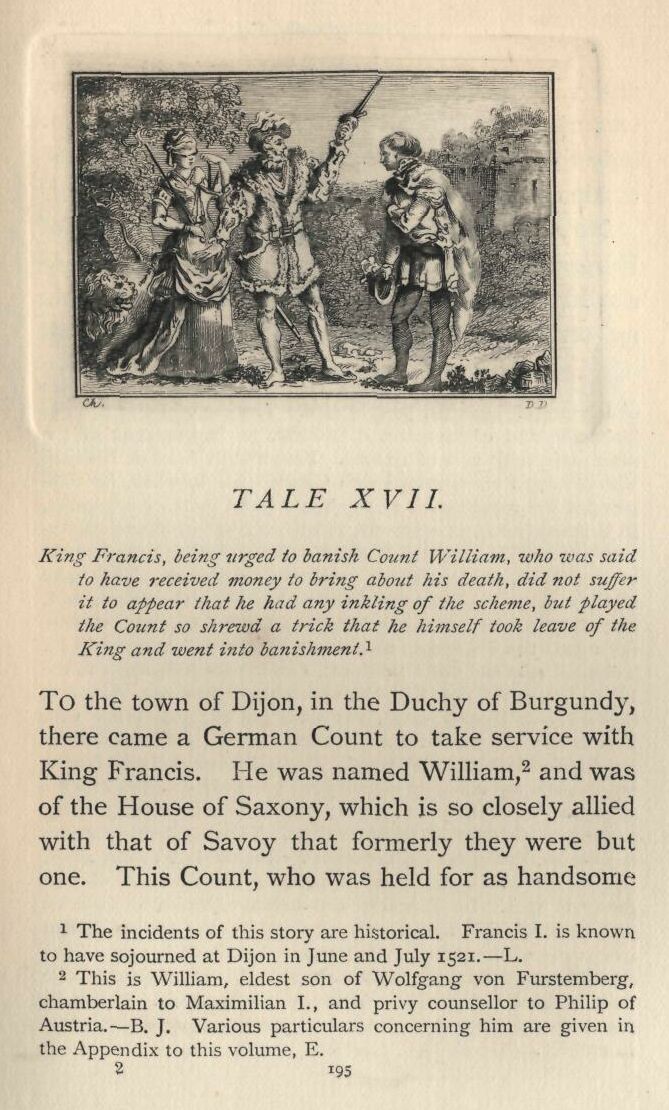 Ch.
D D
TALE XVII.
King Francis, being urged to banish Count William, who was said
to have received money to bring about his death, did not suffer
it to appear that he had any inkling of the scheme, but played
the Count so shrewd a trick that he himself took leave of the
King and went into banishment.¹
To the town of Dijon, in the Duchy of Burgundy,
there came a German Count to take service with
King Francis. He was named William,² and was
of the House of Saxony, which is so closely allied
with that of Savoy that formerly they were but
one. This Count, who was held for as handsome
¹ The incidents of this story are historical. Francis I. is known
to have sojourned at Dijon in June and July 1521.—L.
² This is William, eldest son of Wolfgang von Furstemberg,
chamberlain to Maximilian I., and privy counsellor to Philip of
Austria.—B. J. Various particulars concerning him are given in
the Appendix to this volume, E.
2 195